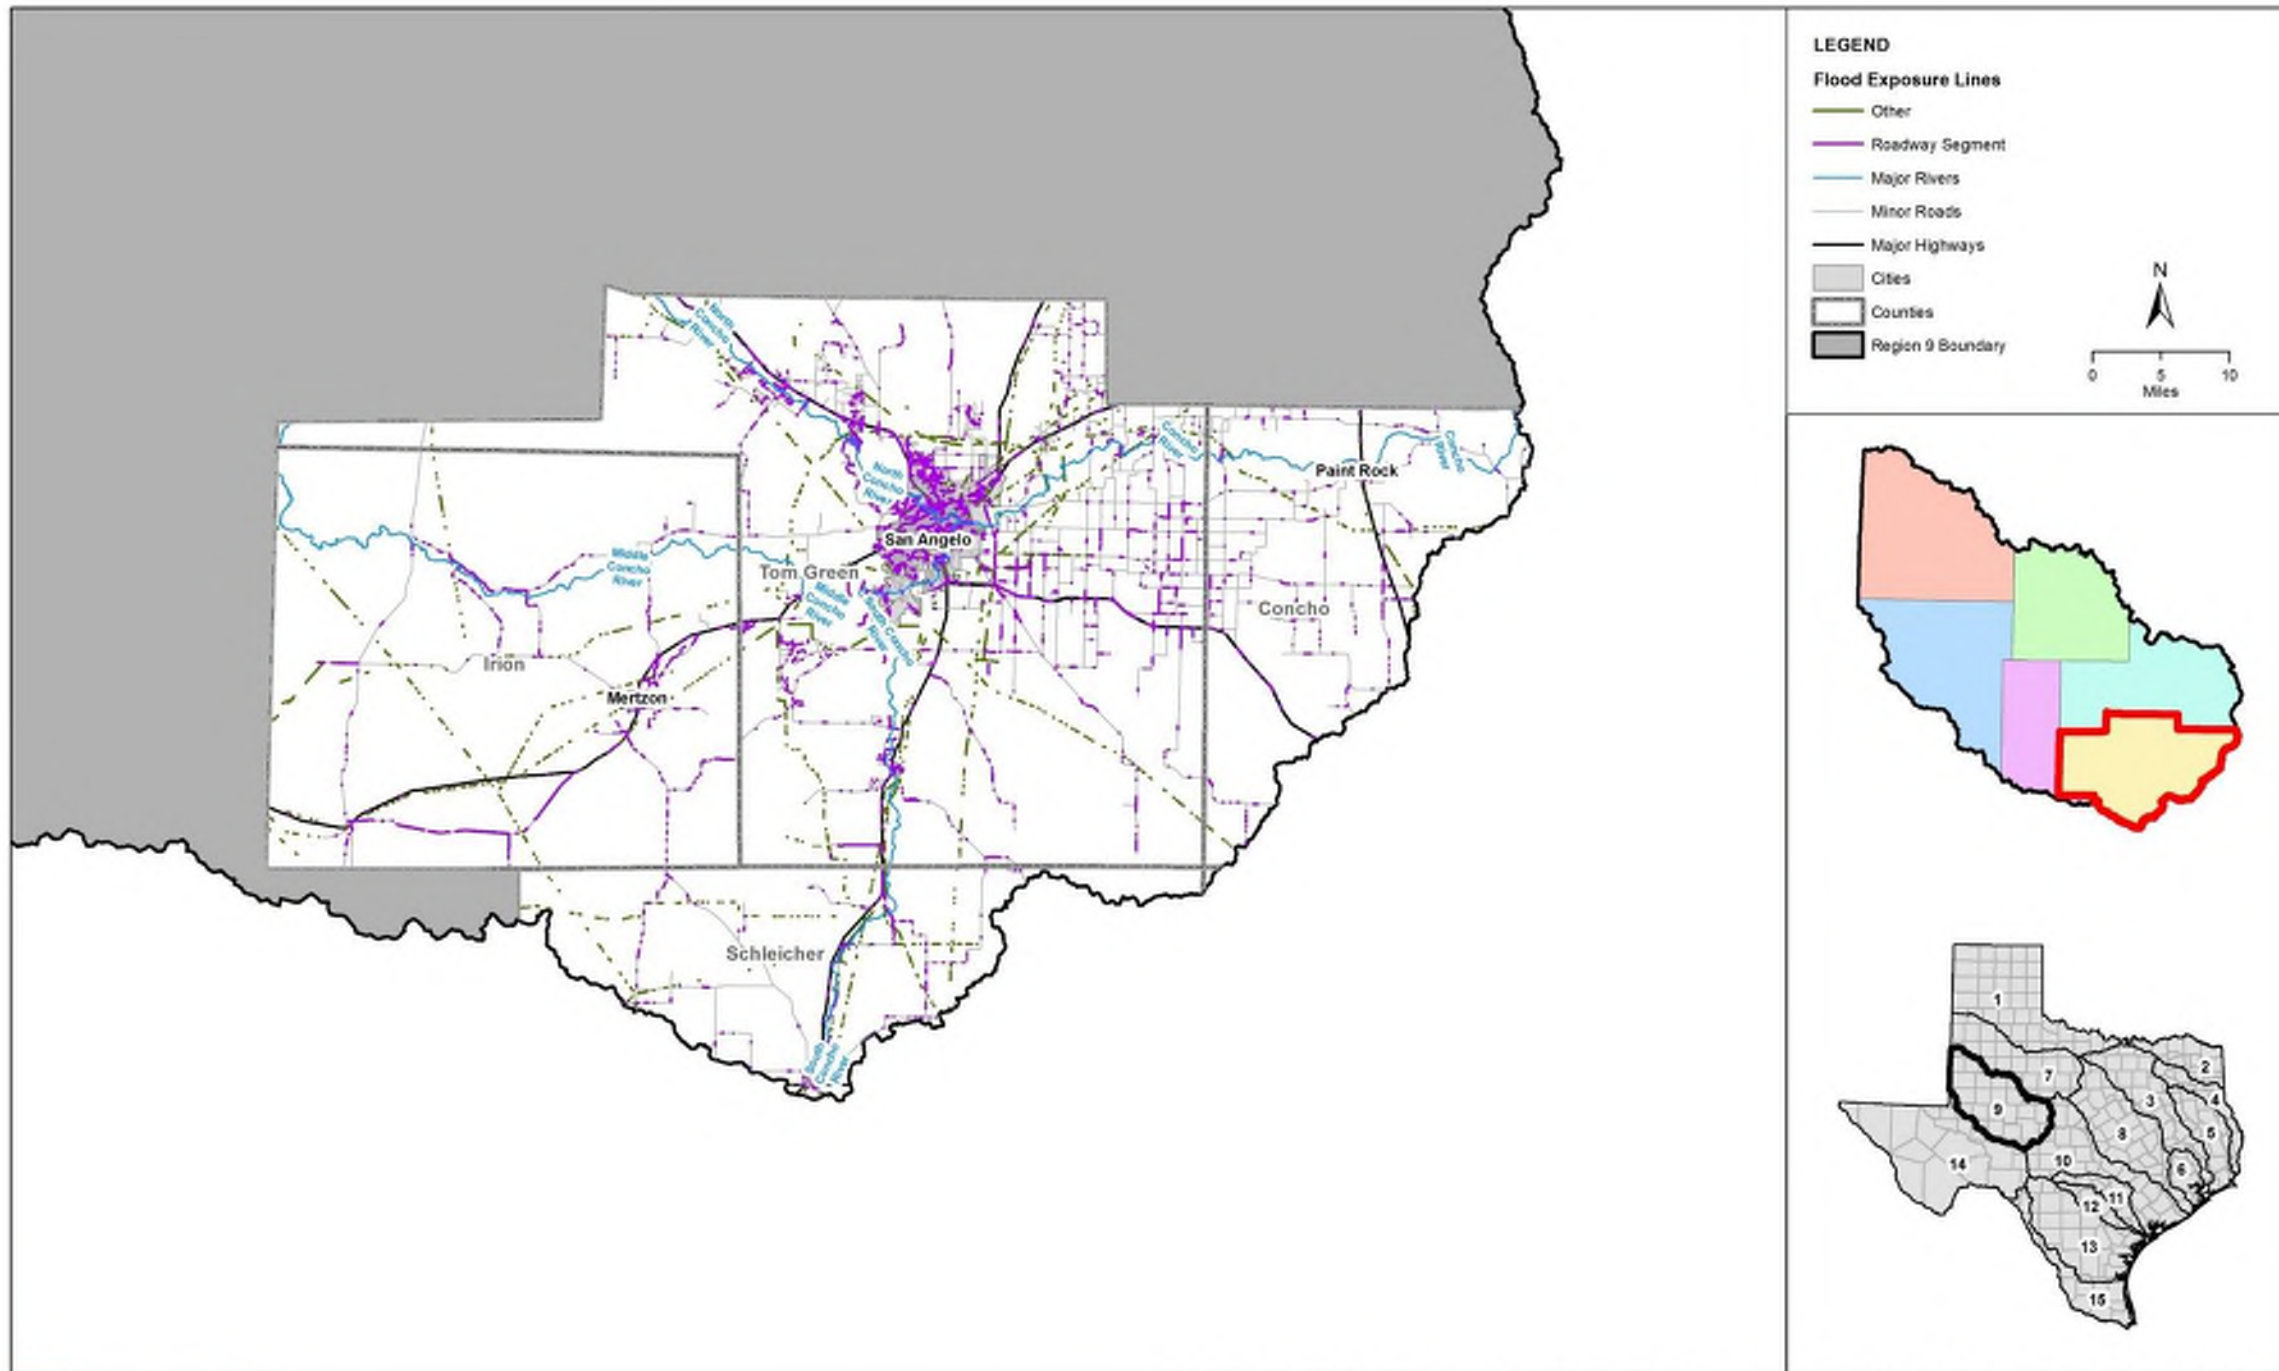 LEGEND
Flood Exposure Lines
Other
Roadway Segment
Major Rivers
Minor Roads
Major Highways
Cities
Counties
Region 9 Boundary
N
0 5 10
Miles
North
Concho
River
North
Concho
River
Concho
River
Concho
River
Paint Rock
San Angelo
Middle
Concho
River
Tom Green
Middle
Concho
River
South Concho
River
Concho
Irion
Mertzon
Schleicher
South
Concho
River
1
2
7
3
4
9
8
5
14
10
6
11
12
13
15